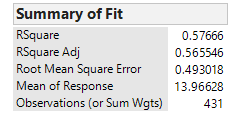 Summary of Fit
RSquare 0.57666
RSquare Adj 0.565546
Root Mean Square Error 0.493018
Mean of Response 13.96628
Observations (or Sum Wgts) 431